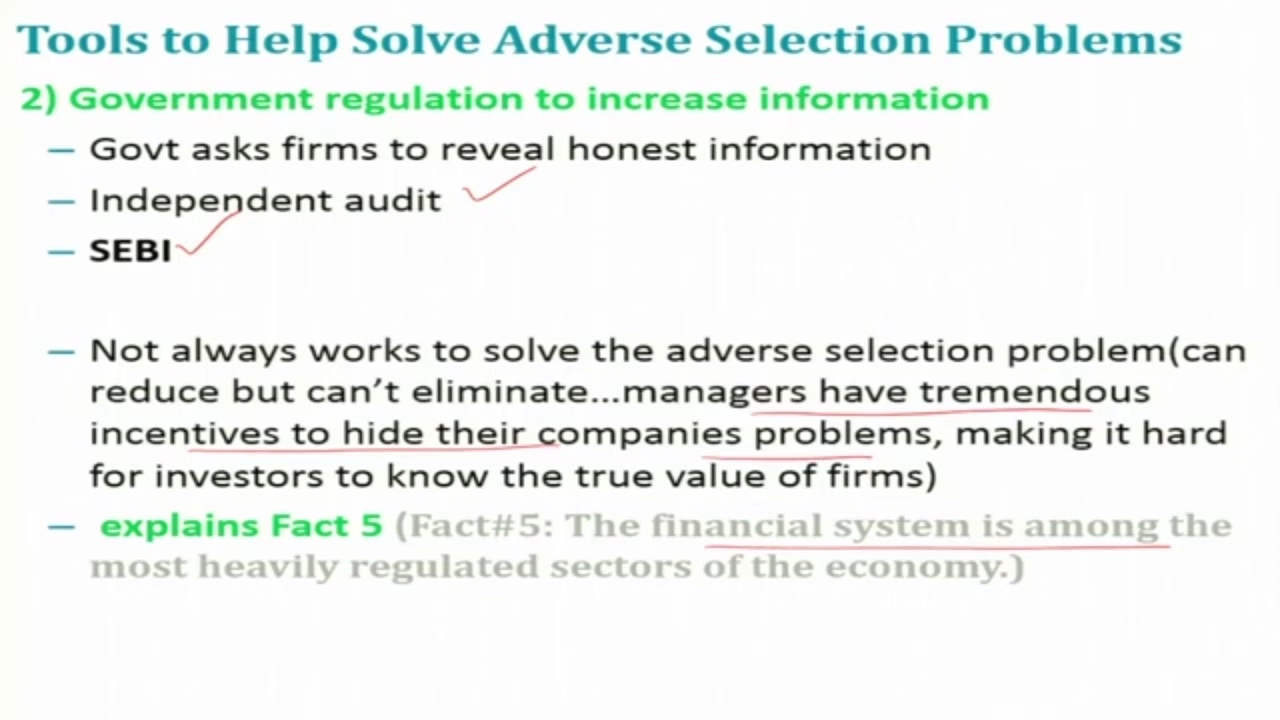 Tools to Help Solve Adverse Selection Problems
2) Government regulation to increase information
– Govt asks firms to reveal honest information
– Independent audit
– SEBI
– Not always works to solve the adverse selection problem(can
reduce but can't eliminate...managers have tremendous
incentives to hide their companies problems, making it hard
for investors to know the true value of firms)
– explains Fact 5 (Fact#5: The financial system is among the
most heavily regulated sectors of the economy.)